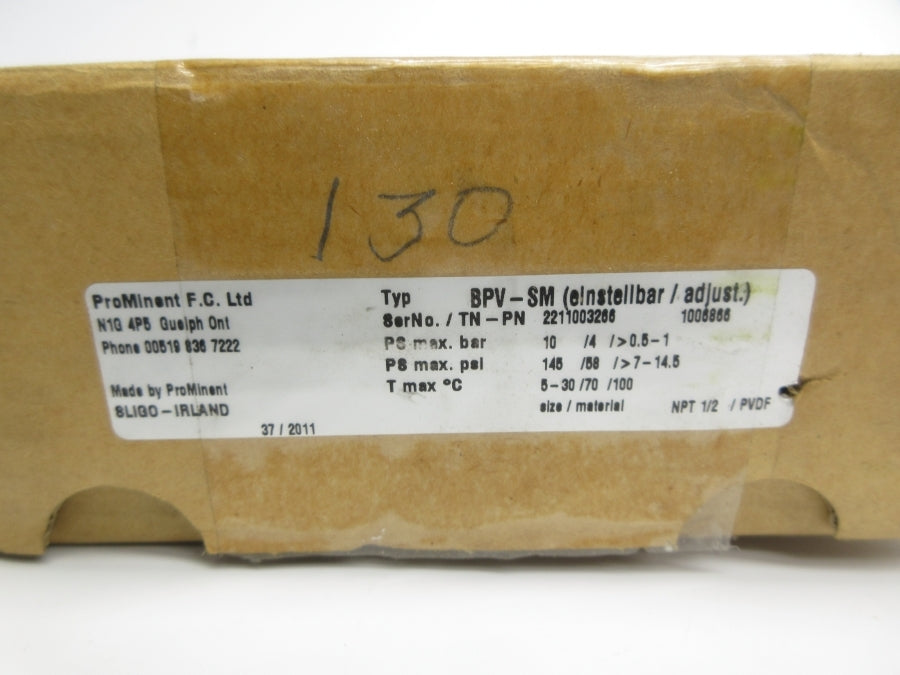 130
ProMinent F.C. Ltd
N1G 4P5 Guelph Ont
Phone 00519 836 7222
Made by ProMinent
SLIGO-IRLAND
37 / 2011
Typ BPV-SM (einstellbar / adjust.)
SerNo. / TN-PN 2211003266 1006866
PS max. bar 10 /4 />0.5-1
PS max. psi 145 /58 />7-14.5
T max °C 5-30 /70 /100
size / material NPT 1/2 / PVDF